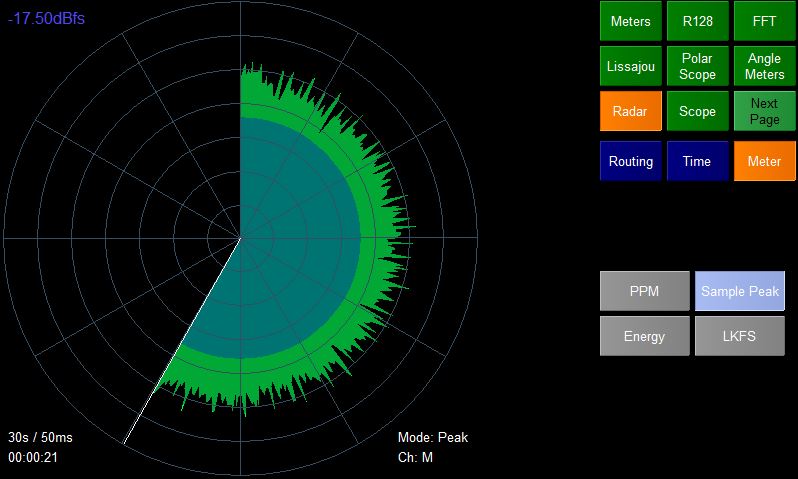 -17.50dBfs
Meters
R128
FFT
Lissajou
Polar
Scope
Angle
Meters
Radar
Scope
Next
Page
Routing
Time
Meter
PPM
Sample Peak
Energy
LKFS
30s / 50ms
00:00:21
Mode: Peak
Ch: M